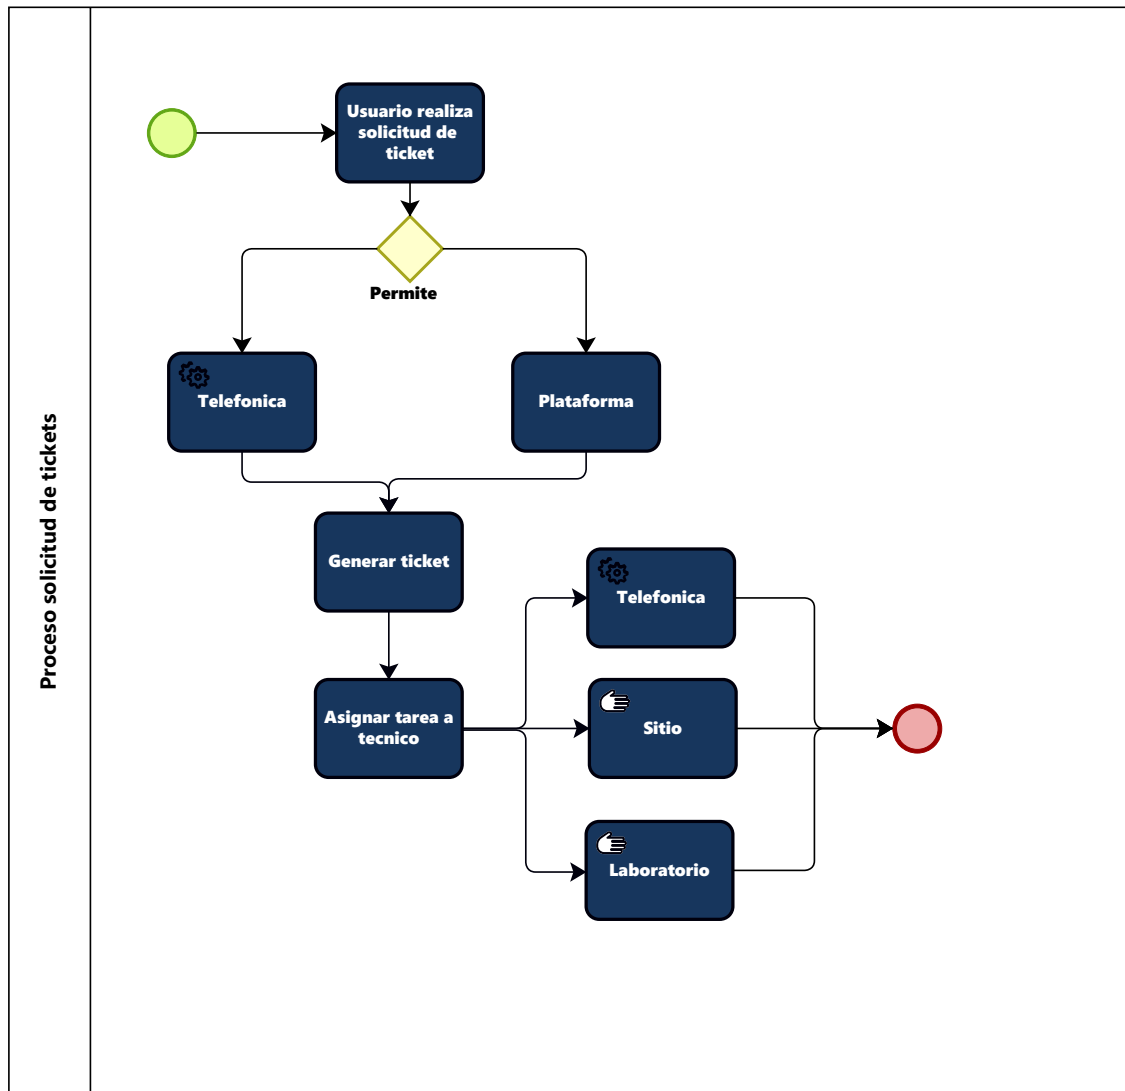 Proceso solicitud de tickets
Usuario realiza
solicitud de
ticket
Permite
Telefonica
Plataforma
Generar ticket
Telefonica
Asignar tarea a
tecnico
Sitio
Laboratorio